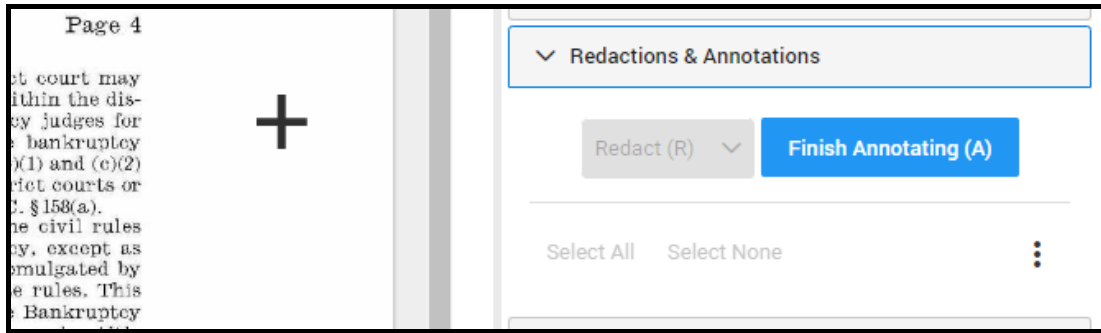 Page 4
ct court may
ithin the dis-
cy judges for
bankruptcy
)(1) and (c)(2)
rict courts or
C. § 158(a).
he civil rules
cy, except as
omulgated by
e rules. This
Bankruptcy
Redactions & Annotations
Redact (R)
Finish Annotating (A)
Select All
Select None